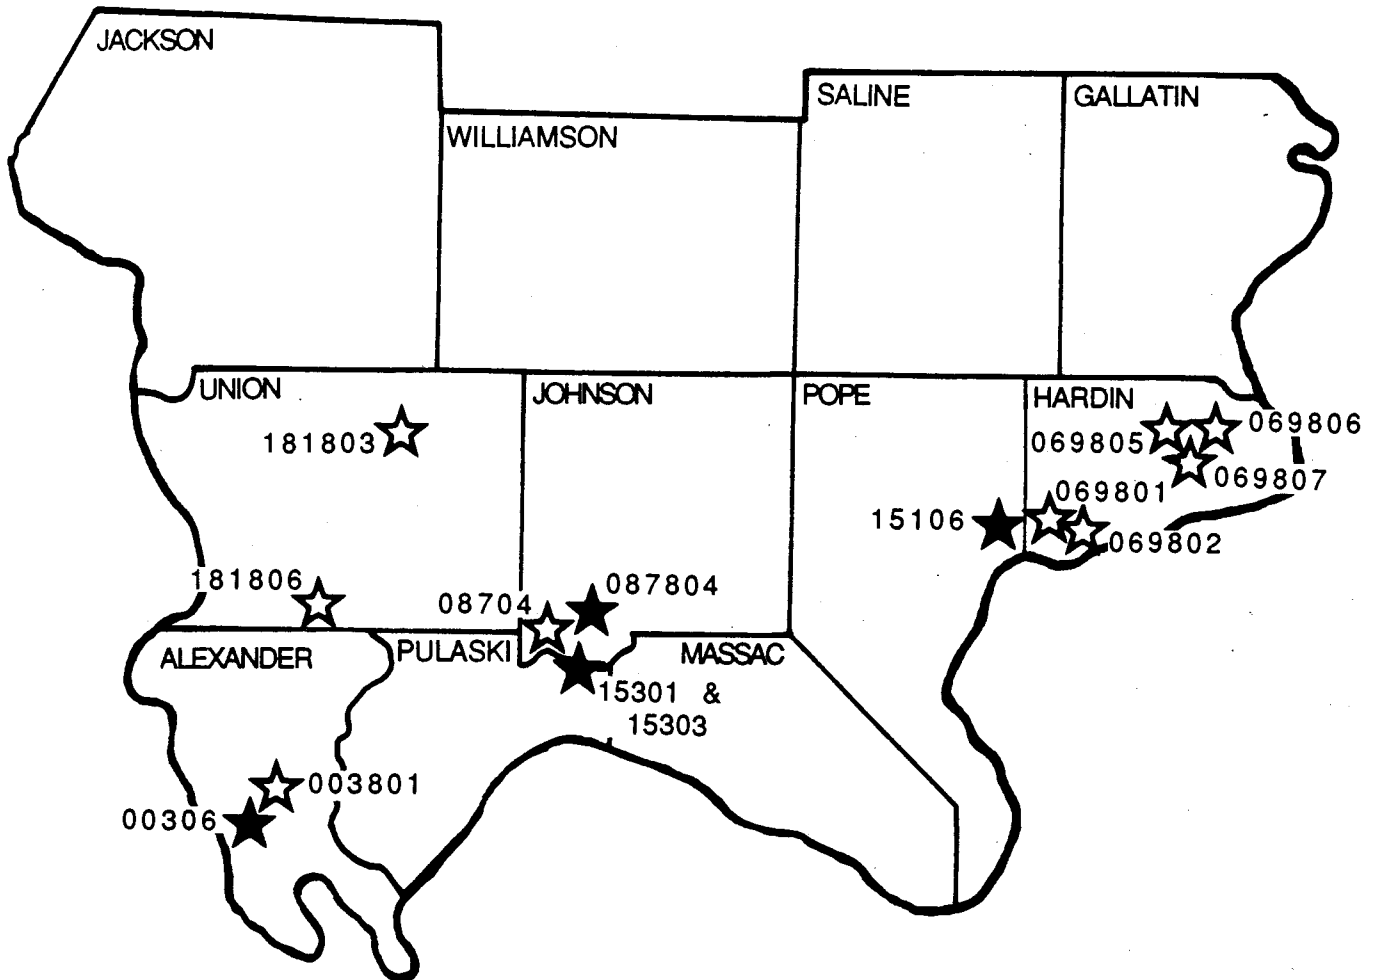 JACKSON
SALINE
GALLATIN
WILLIAMSON
UNION
JOHNSON
POPE
HARDIN
181803
069805
069806
069807
069801
15106
069802
181806
08704
087804
ALEXANDER
PULASKI
MASSAC
15301 &
15303
003801
00306